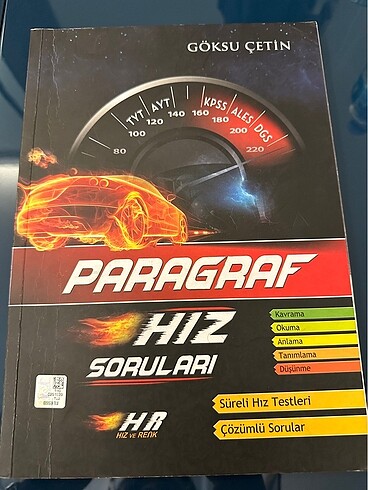 GÖKSU ÇETİN
TYT AYT KPSS ALES DGS
80 100 120 140 160 180 200 220
PARAGRAF
HIZ
SORULARI
Kavrama
Okuma
Anlama
Tanımlama
Düşünme
Süreli Hız Testleri
Çözümlü Sorular
HR
HIZ VE RENK